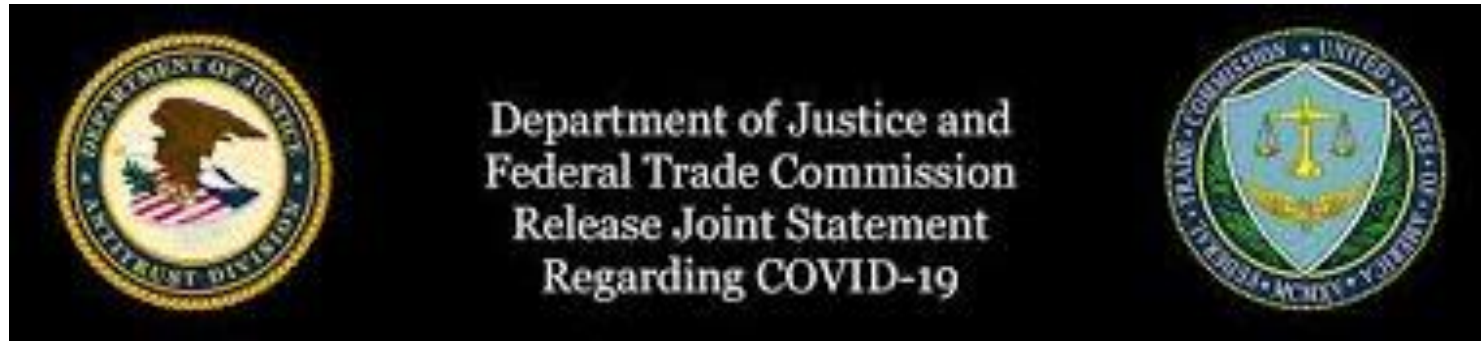 DEPARTMENT OF JUSTICE
ANTITRUST DIVISION
Department of Justice and
Federal Trade Commission
Release Joint Statement
Regarding COVID-19
FEDERAL · TRADE · COMMISSION · UNITED · STATES · OF · AMERICA ·
MCMXV